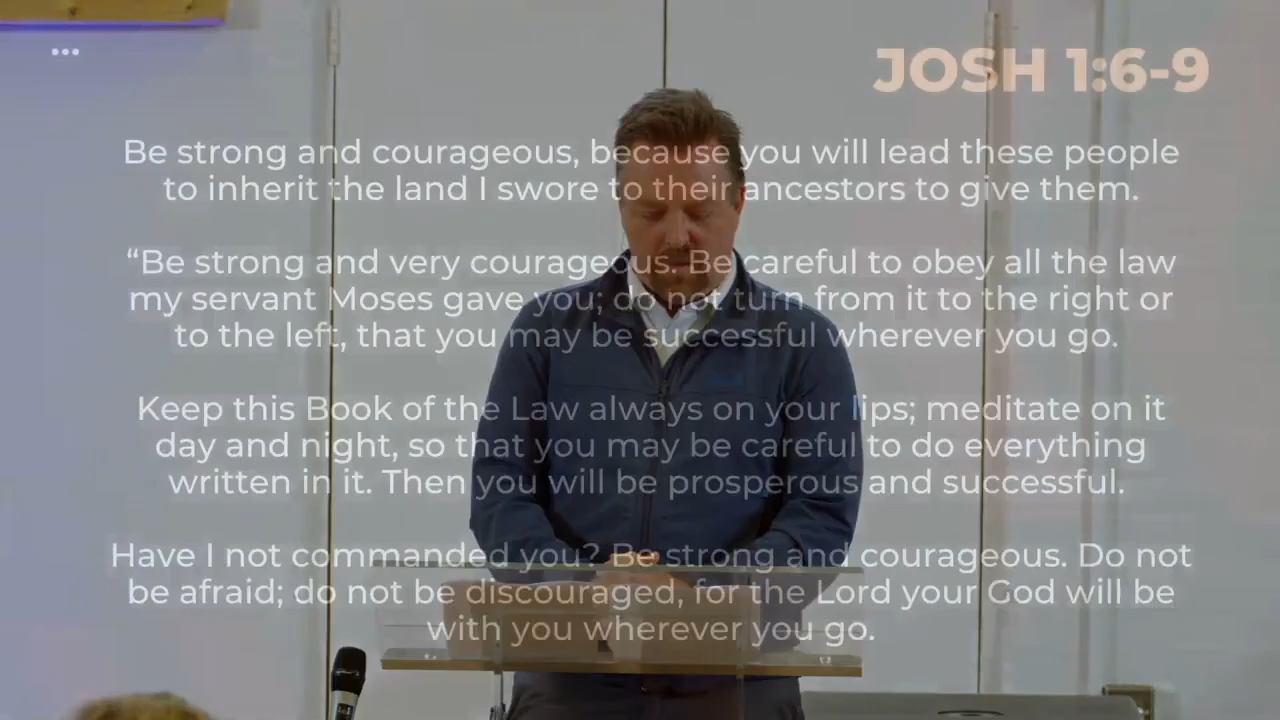 JOSH 1:6-9
Be strong and courageous, because you will lead these people
to inherit the land I swore to their ancestors to give them.
“Be strong and very courageous. Be careful to obey all the law
my servant Moses gave you; do not turn from it to the right or
to the left, that you may be successful wherever you go.
Keep this Book of the Law always on your lips; meditate on it
day and night, so that you may be careful to do everything
written in it. Then you will be prosperous and successful.
Have I not commanded you? Be strong and courageous. Do not
be afraid; do not be discouraged, for the Lord your God will be
with you wherever you go.